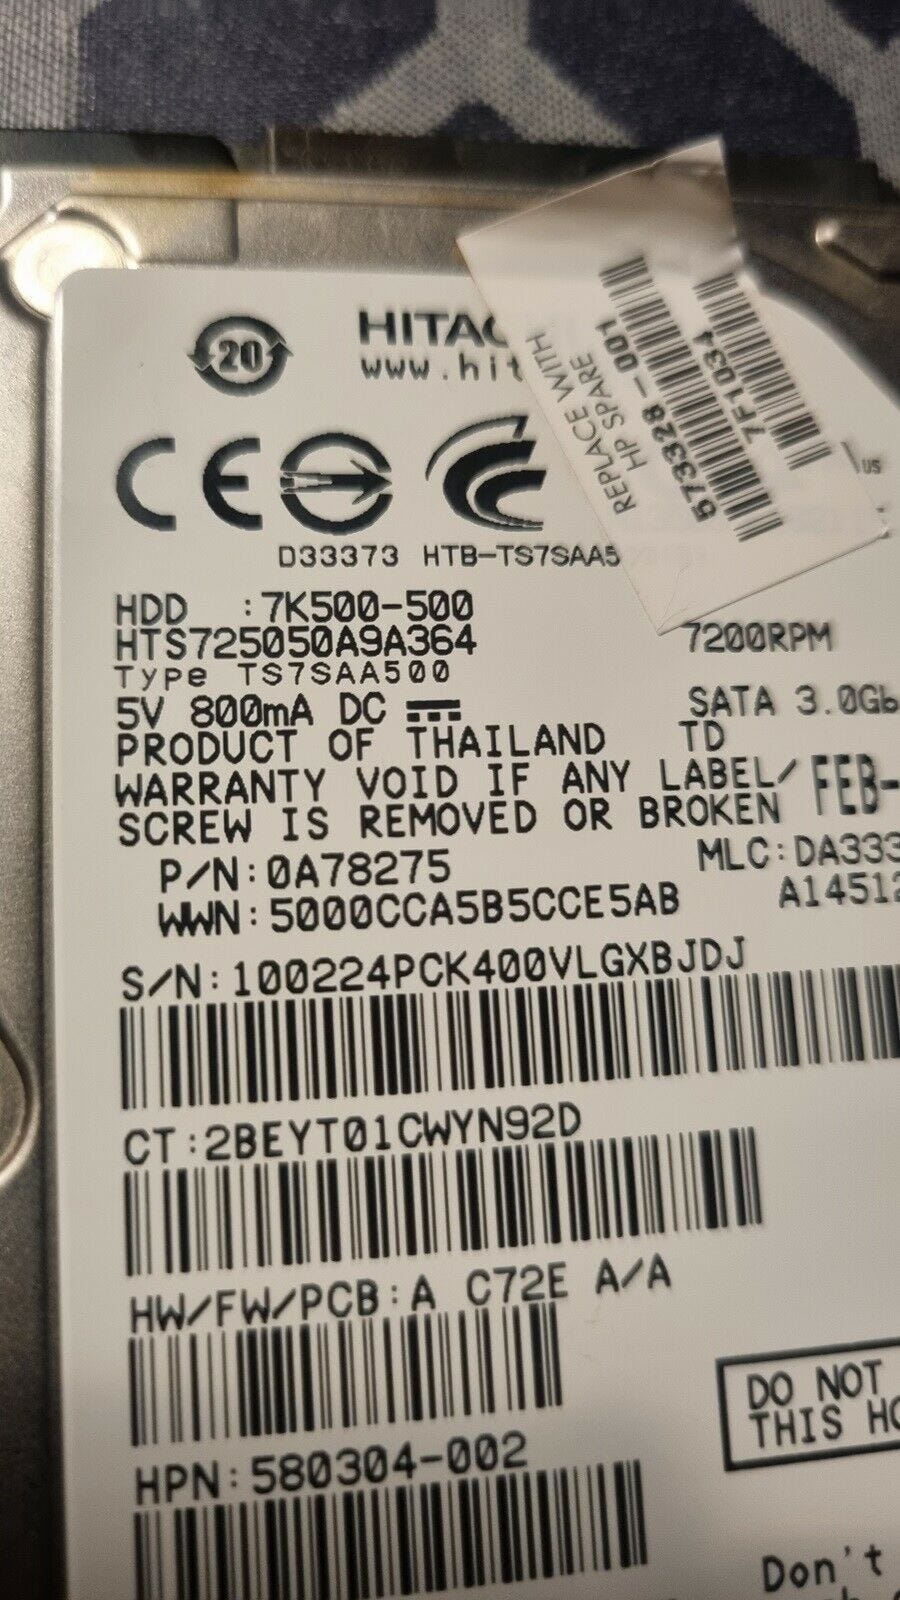 20
HITAC
www.hit
REPLACE WITH
HP SPARE
573328-001
7F1034
US
CE
D33373 HTB-TS7SAA5
HDD :7K500-500
HTS725050A9A364
7200RPM
Type TS7SAA500
5V 800mA DC
SATA 3.0Gb
PRODUCT OF THAILAND TD
WARRANTY VOID IF ANY LABEL/
SCREW IS REMOVED OR BROKEN
FEB-
P/N:0A78275
MLC:DA333
WWN:5000CCA5B5CCE5AB
A14512
S/N:100224PCK400VLGXBJDJ
CT:2BEYT01CWYN92D
HW/FW/PCB:A C72E A/A
DO NOT
THIS HO
HPN:580304-002
Don't